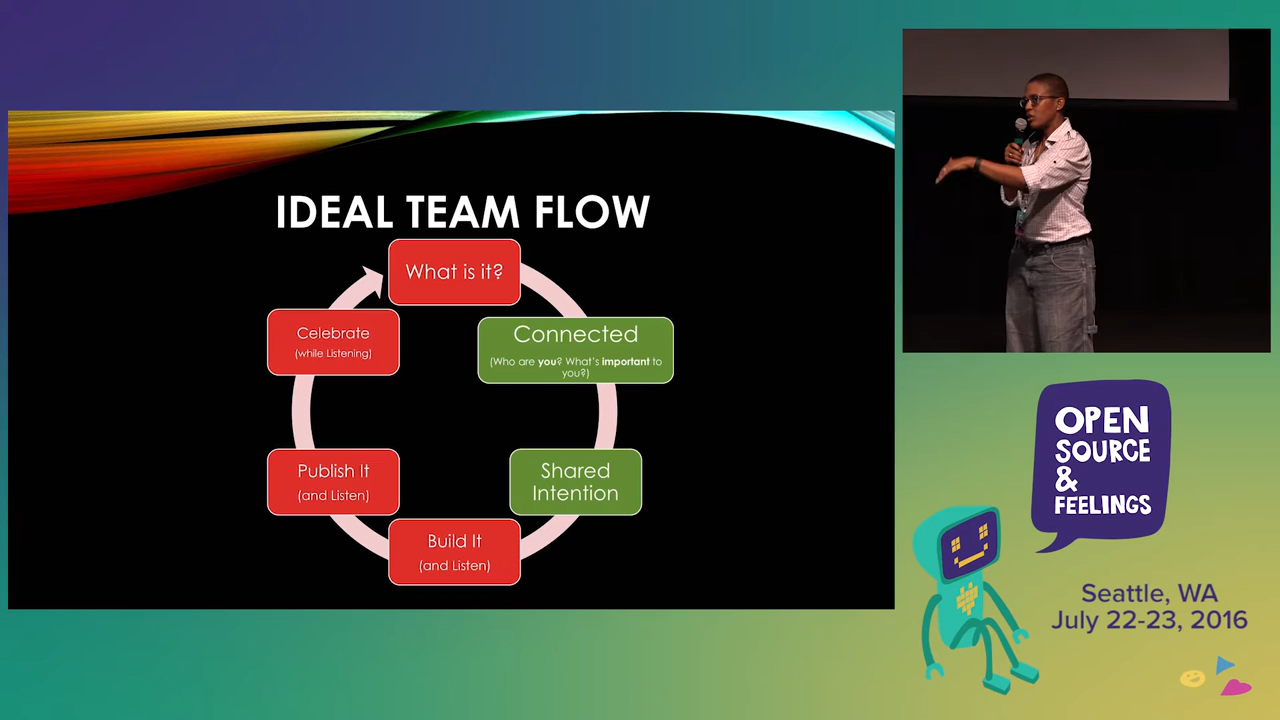 IDEAL TEAM FLOW
What is it?
Connected
(Who are you? What's important to
you?)
Shared
Intention
Build It
(and Listen)
Publish It
(and Listen)
Celebrate
(while Listening)
OPEN
SOURCE
&
FEELINGS
Seattle, WA
July 22-23, 2016